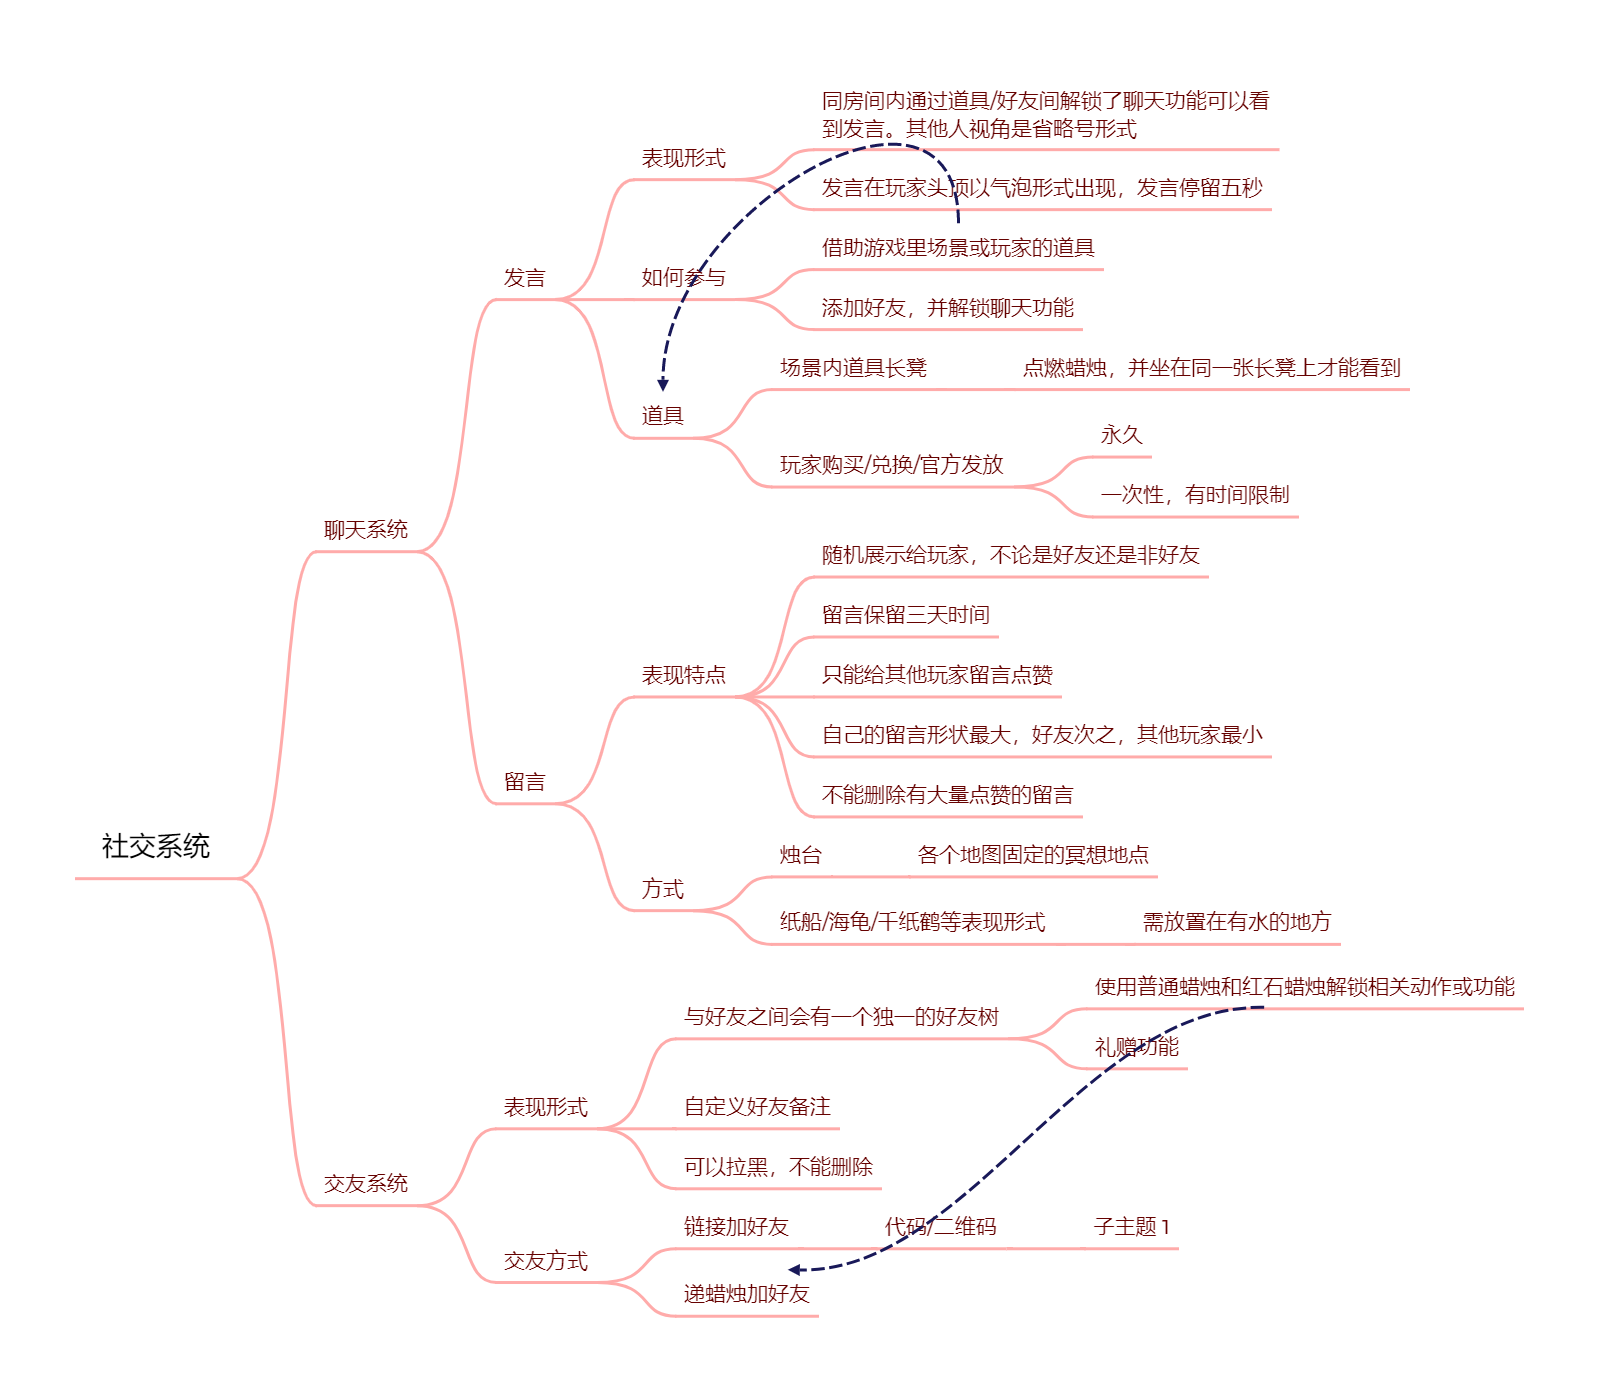 社交系统
聊天系统
发言
表现形式
同房间内通过道具/好友间解锁了聊天功能可以看
到发言。其他人视角是省略号形式
发言在玩家头顶以气泡形式出现，发言停留五秒
如何参与
借助游戏里场景或玩家的道具
添加好友，并解锁聊天功能
道具
场景内道具长凳
点燃蜡烛，并坐在同一张长凳上才能看到
玩家购买/兑换/官方发放
永久
一次性，有时间限制
留言
表现特点
随机展示给玩家，不论是好友还是非好友
留言保留三天时间
只能给其他玩家留言点赞
自己的留言形状最大，好友次之，其他玩家最小
不能删除有大量点赞的留言
方式
烛台
各个地图固定的冥想地点
纸船/海龟/千纸鹤等表现形式
需放置在有水的地方
交友系统
表现形式
与好友之间会有一个独一的好友树
使用普通蜡烛和红石蜡烛解锁相关动作或功能
礼赠功能
自定义好友备注
可以拉黑，不能删除
交友方式
链接加好友
代码/二维码
子主题 1
递蜡烛加好友